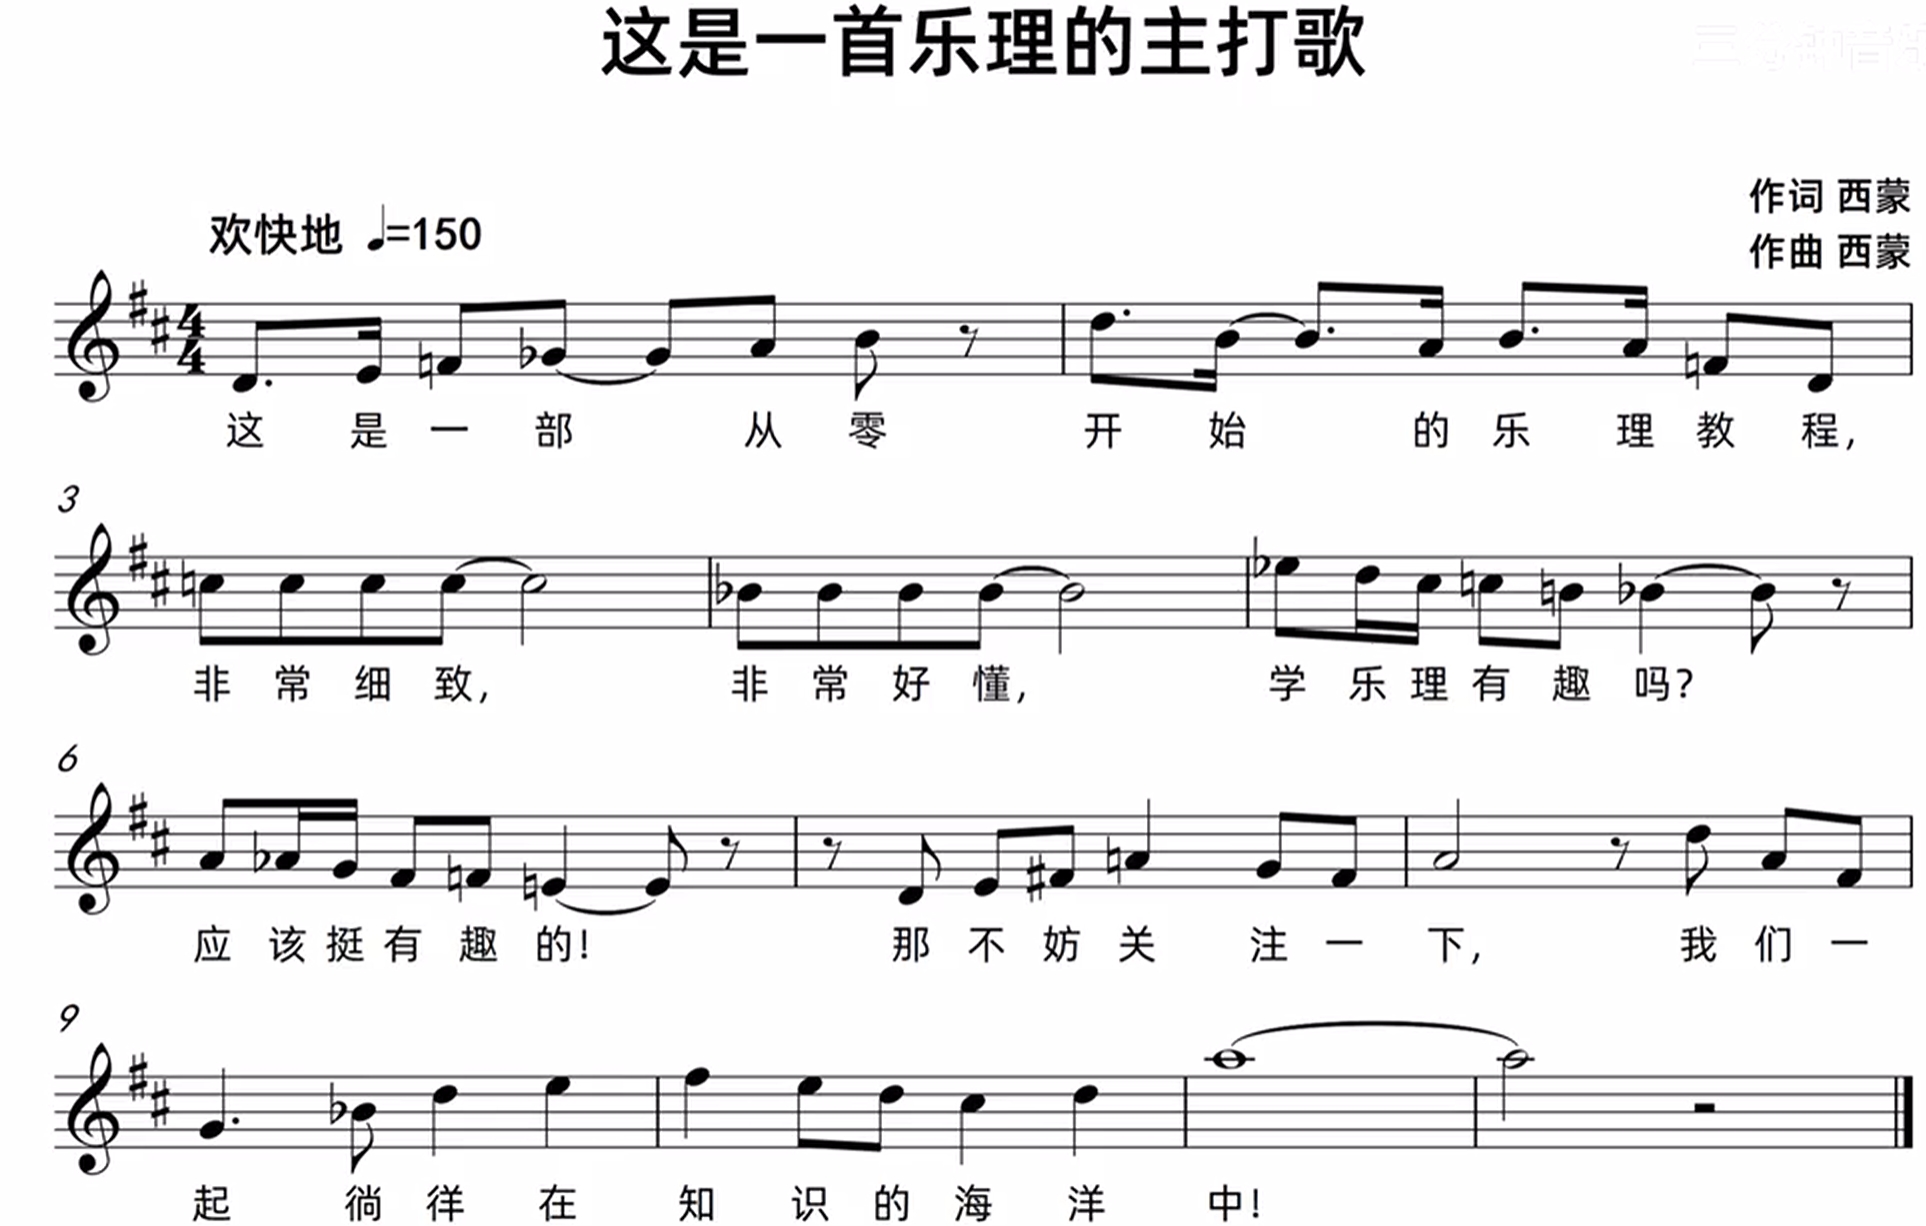 这是一首乐理的主打歌
作词 西蒙
欢快地 ♩=150
作曲 西蒙
这 是 一 部 从 零 开 始 的 乐 理 教 程,
3
非 常 细 致, 非 常 好 懂, 学 乐 理 有 趣 吗?
6
应 该 挺 有 趣 的! 那 不 妨 关 注 一 下, 我 们 一
9
起 徜 徉 在 知 识 的 海 洋 中!